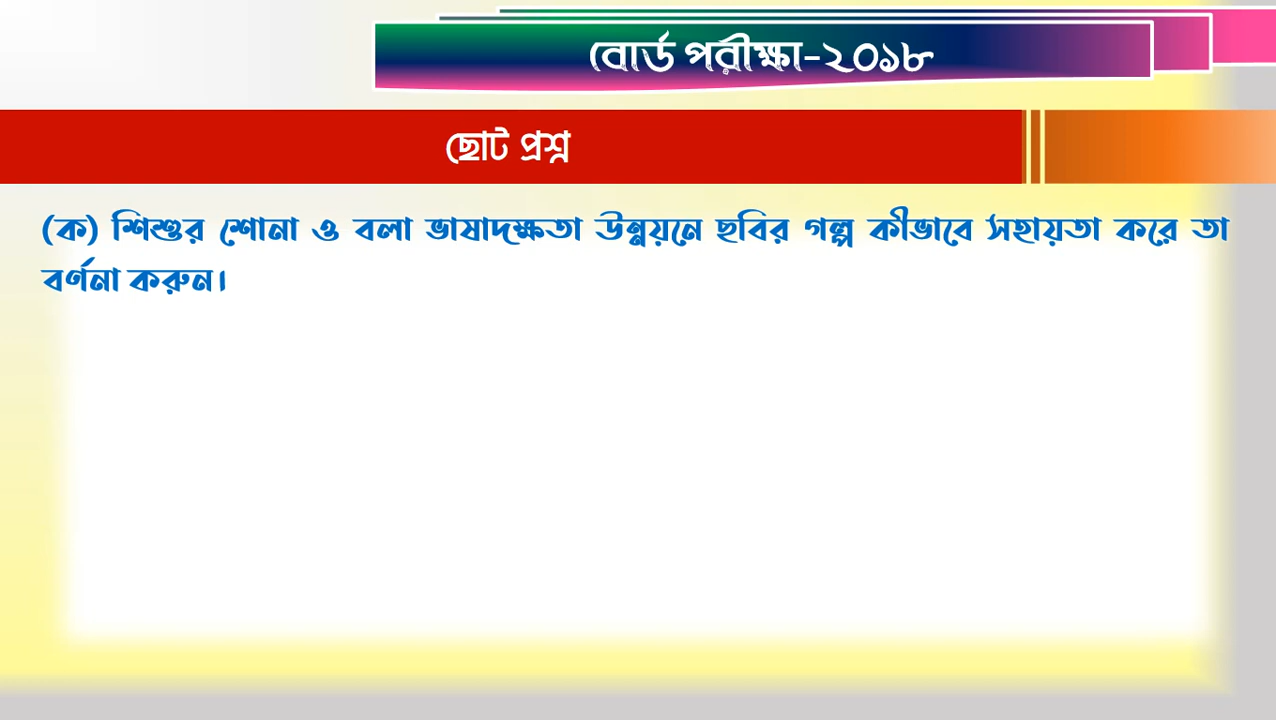 বোর্ড পরীক্ষা-২০১৮
ছোট প্রশ্ন
(ক) শিশুর শোনা ও বলা ভাষাদক্ষতা উন্নয়নে ছবির গল্প কীভাবে সহায়তা করে তা
বর্ণনা করুন।